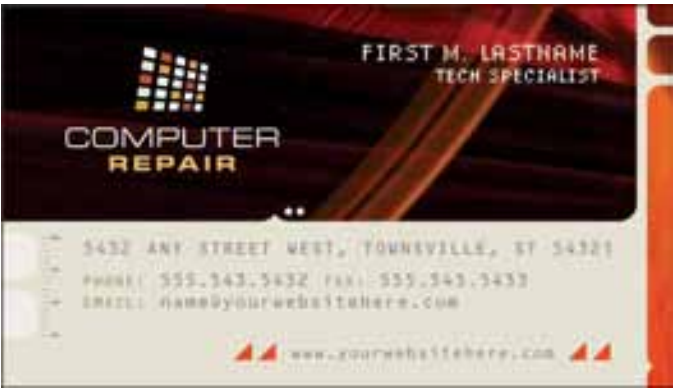 FIRST M. LASTNAME
TECH SPECIALIST
COMPUTER
REPAIR
5432 ANY STREET WEST, TOWNSVILLE, ST 54321
PHONE: 555.543.5432 FAX: 555.543.5433
EMAIL: name@yourwebsitehere.com
www.yourwebsitehere.com